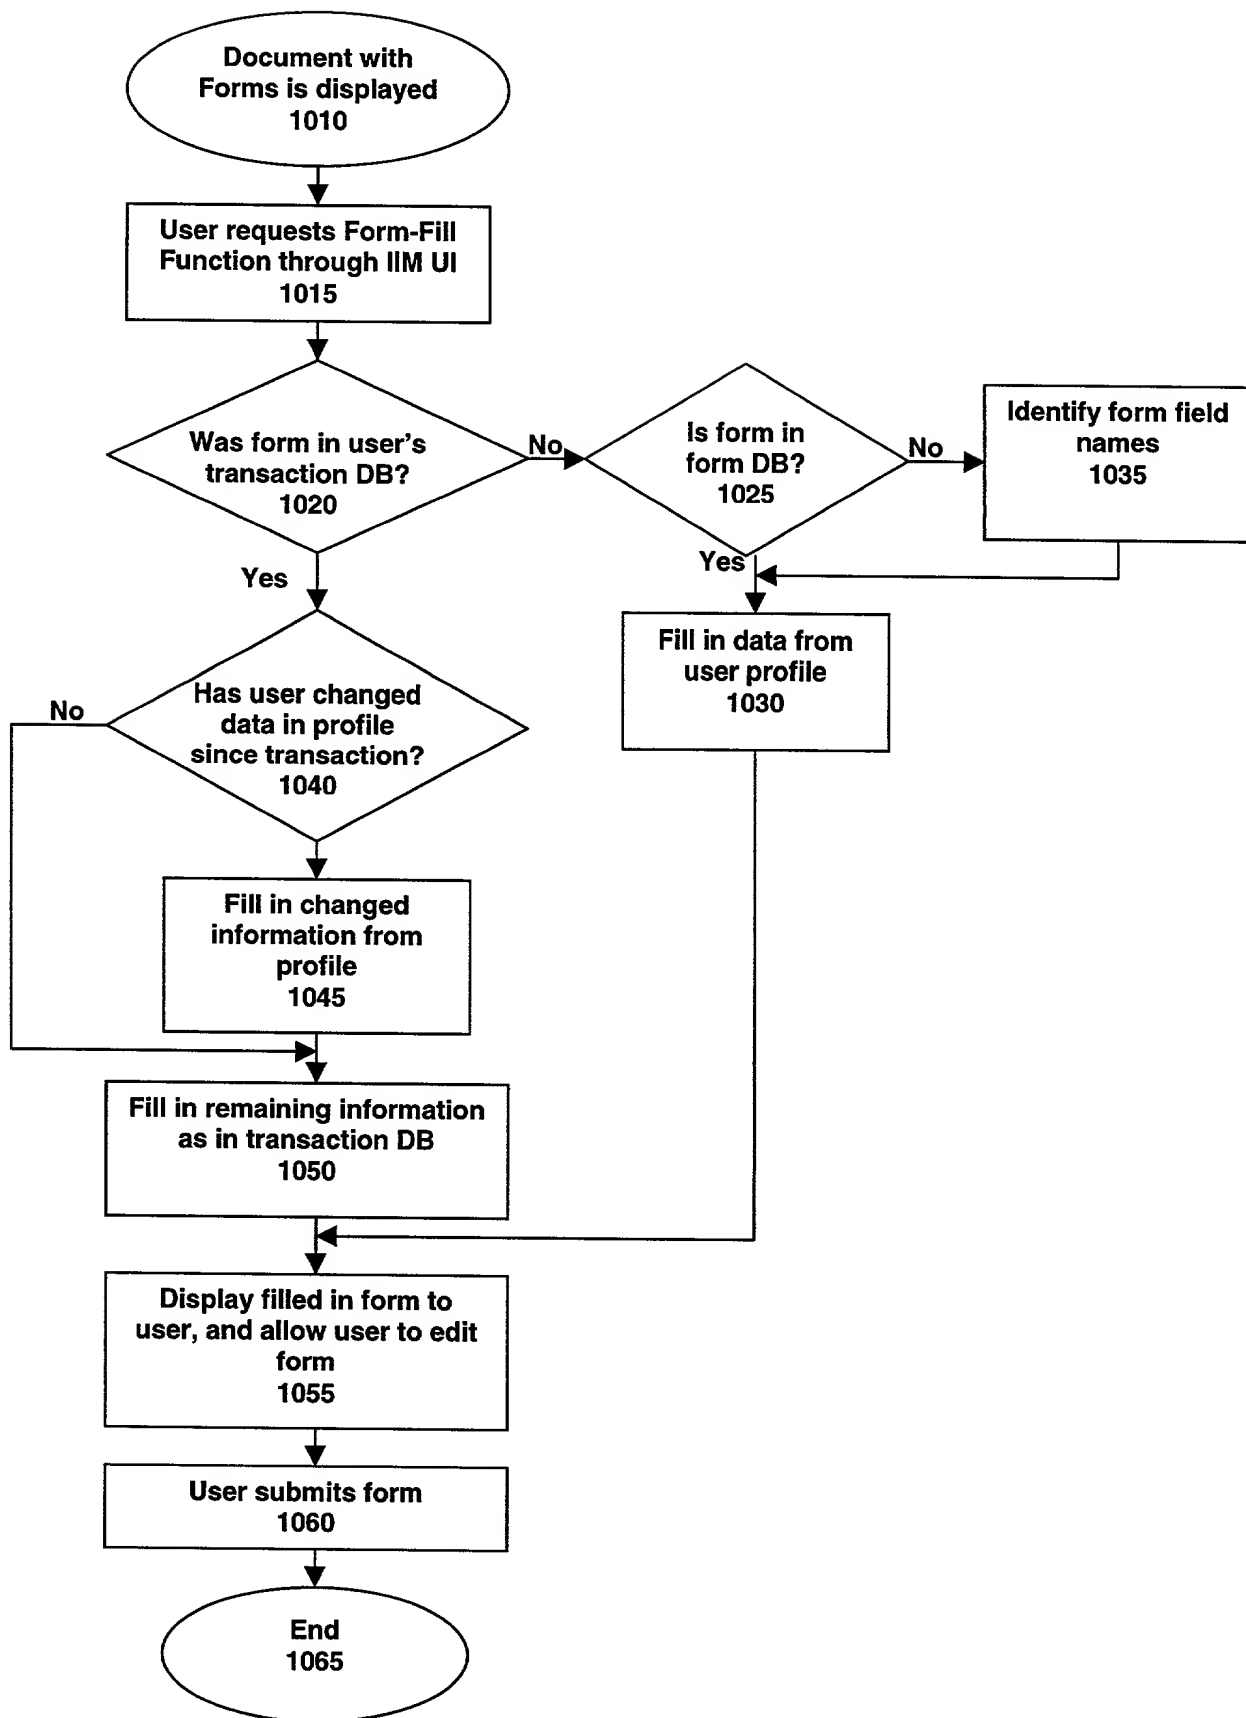 Document with
Forms is displayed
1010
User requests Form-Fill
Function through IIM UI
1015
Was form in user's
transaction DB?
1020
No
Is form in
form DB?
1025
No
Identify form field
names
1035
Yes
Yes
Fill in data from
user profile
1030
No
Has user changed
data in profile
since transaction?
1040
Fill in changed
information from
profile
1045
Fill in remaining information
as in transaction DB
1050
Display filled in form to
user, and allow user to edit
form
1055
User submits form
1060
End
1065